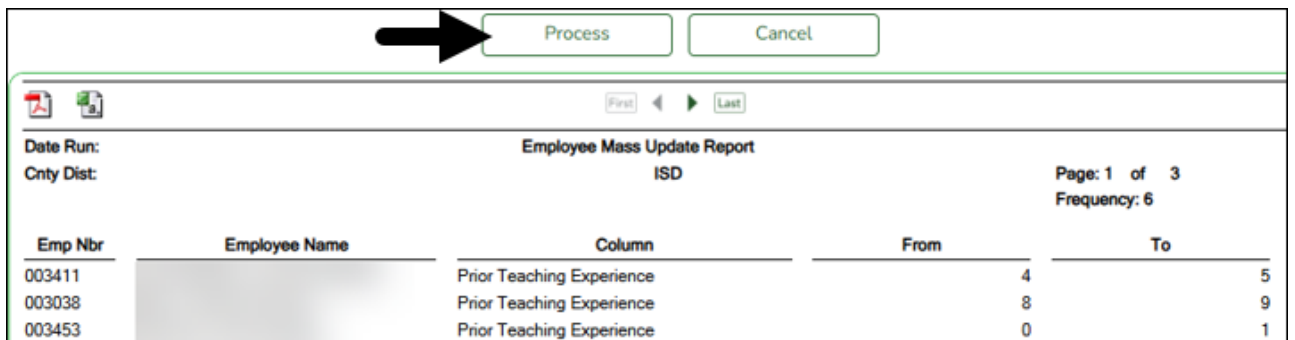 Process Cancel
First Last
Date Run: Employee Mass Update Report
Cnty Dist: ISD Page: 1 of 3
Frequency: 6
Emp Nbr Employee Name Column From To
003411 Prior Teaching Experience 4 5
003038 Prior Teaching Experience 8 9
003453 Prior Teaching Experience 0 1